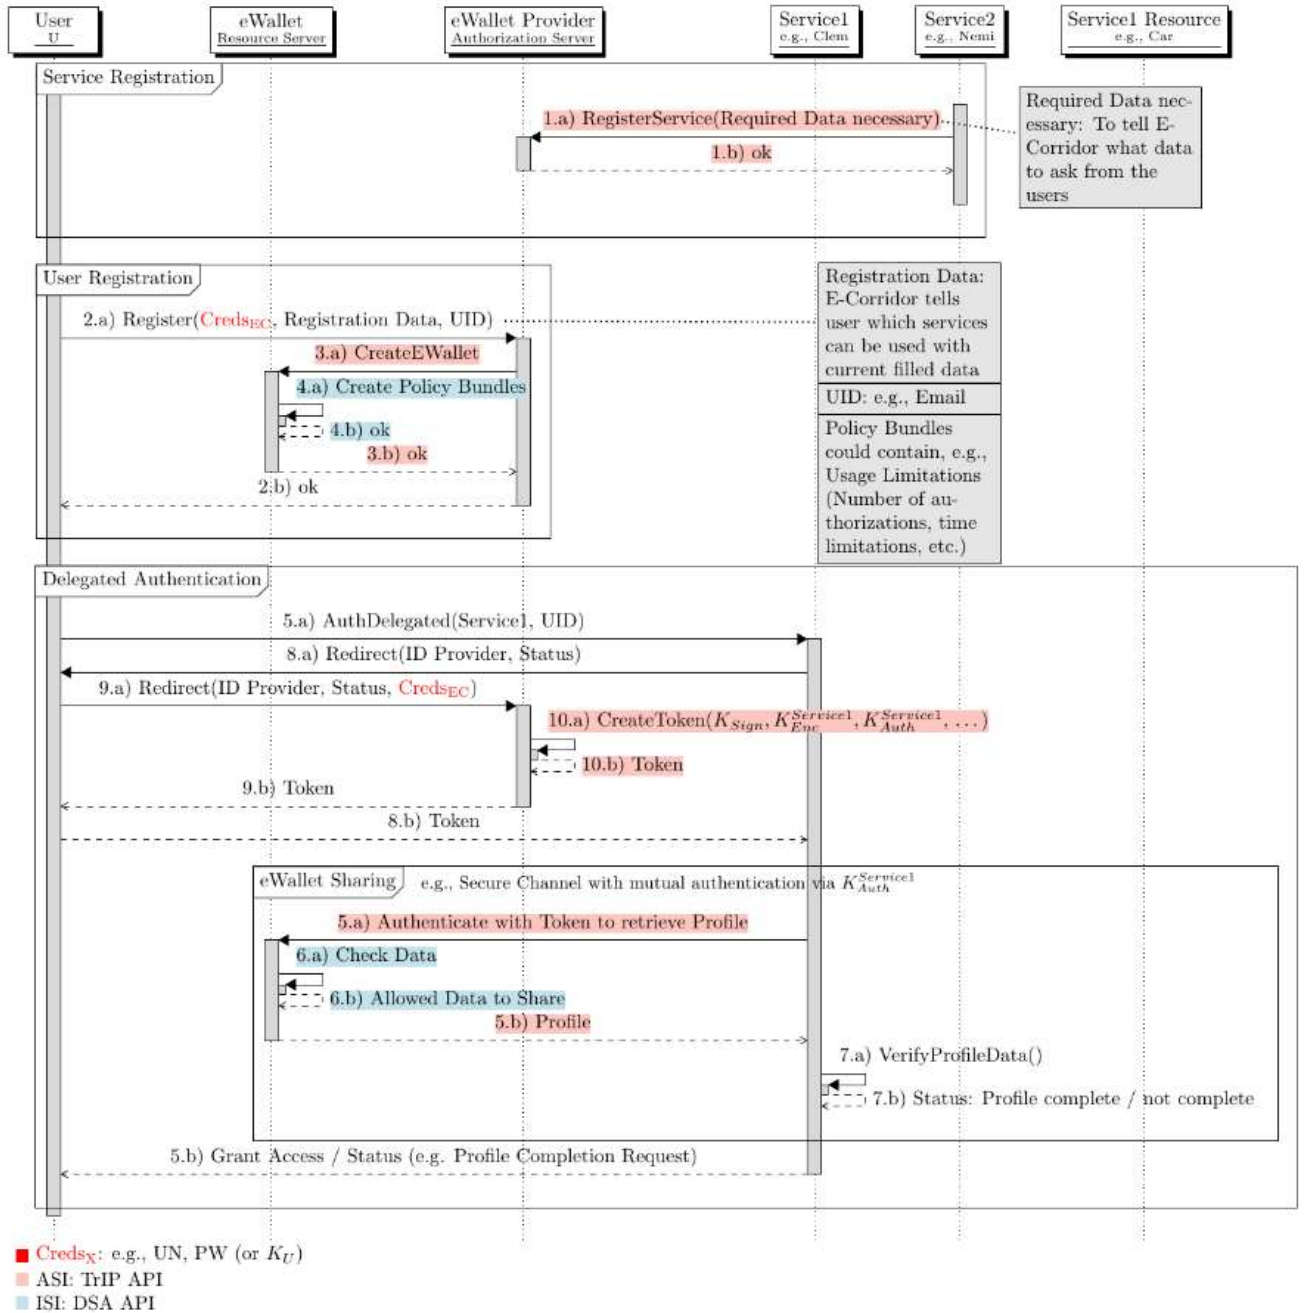 User
U
eWallet
Resource Server
eWallet Provider
Authorization Server
Service1
e.g., Clem
Service2
e.g., Nemi
Service1 Resource
e.g., Car
Service Registration
1.a) RegisterService(Required Data necessary)
1.b) ok
Required Data nec-
essary: To tell E-
Corridor what data
to ask from the
users
User Registration
2.a) Register(Creds_EC, Registration Data, UID)
3.a) CreateEWallet
4.a) Create Policy Bundles
4.b) ok
3.b) ok
2.b) ok
Registration Data:
E-Corridor tells
user which services
can be used with
current filled data
UID: e.g., Email
Policy Bundles
could contain, e.g.,
Usage Limitations
(Number of au-
thorizations, time
limitations, etc.)
Delegated Authentication
5.a) AuthDelegated(Service1, UID)
8.a) Redirect(ID Provider, Status)
9.a) Redirect(ID Provider, Status, Creds_EC)
10.a) CreateToken(K_Sign, K_Enc^Service1, K_Auth^Service1, ...)
10.b) Token
9.b) Token
8.b) Token
eWallet Sharing
e.g., Secure Channel with mutual authentication via K_Auth^Service1
5.a) Authenticate with Token to retrieve Profile
6.a) Check Data
6.b) Allowed Data to Share
5.b) Profile
7.a) VerifyProfileData()
7.b) Status: Profile complete / not complete
5.b) Grant Access / Status (e.g. Profile Completion Request)
Creds_X: e.g., UN, PW (or K_U)
ASI: TrIP API
ISI: DSA API